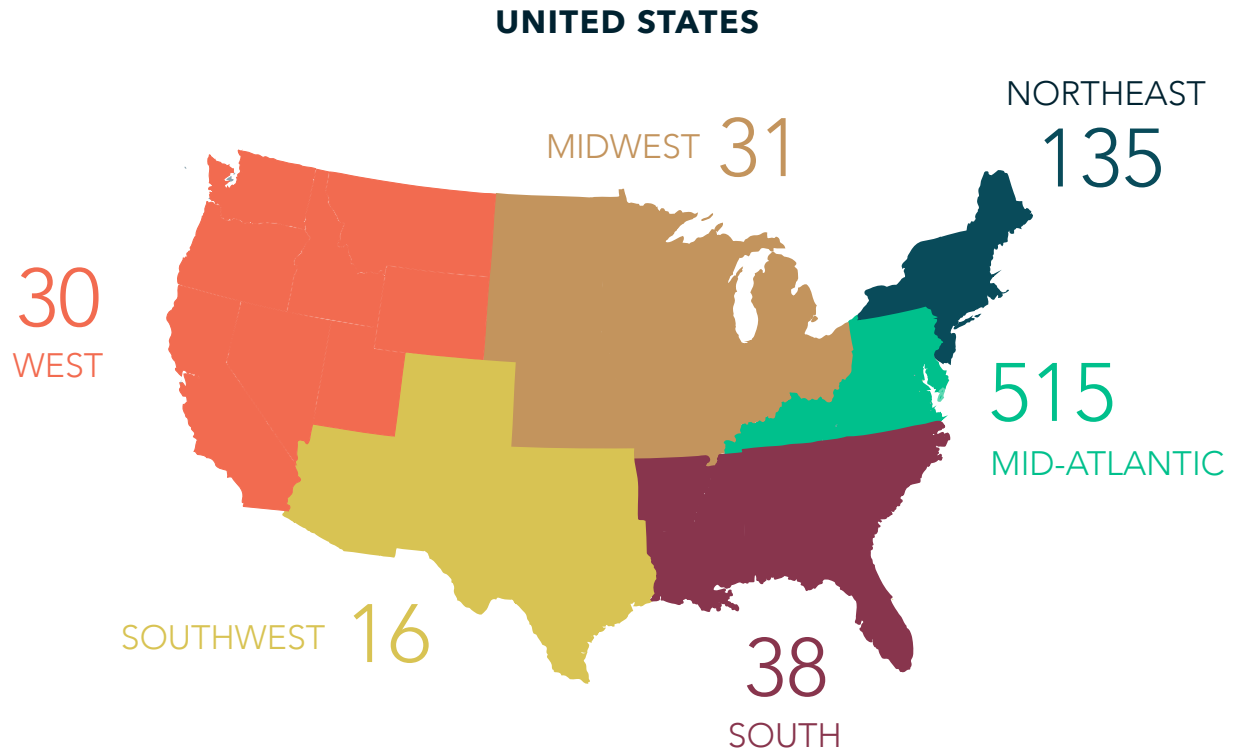 UNITED STATES
NORTHEAST
135
MIDWEST 31
30
WEST
515
MID-ATLANTIC
SOUTHWEST 16
38
SOUTH